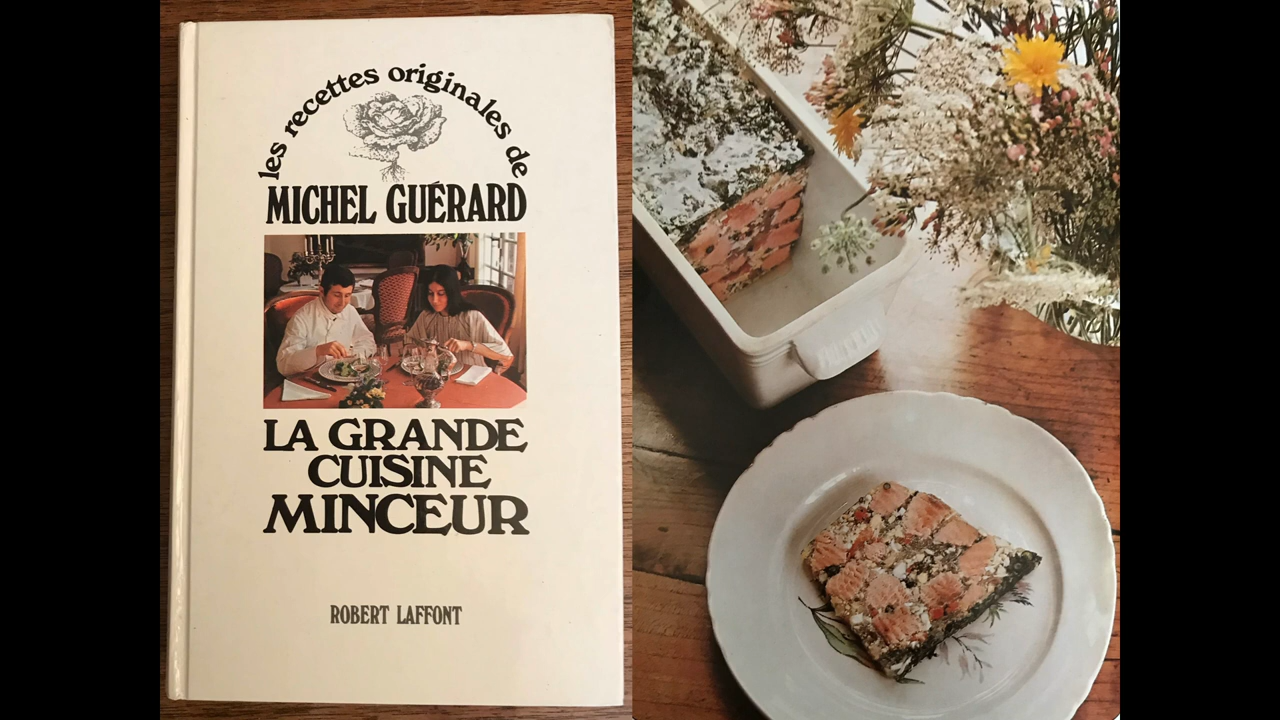 les recettes originales de
MICHEL GUÉRARD
LA GRANDE
CUISINE
MINCEUR
ROBERT LAFFONT